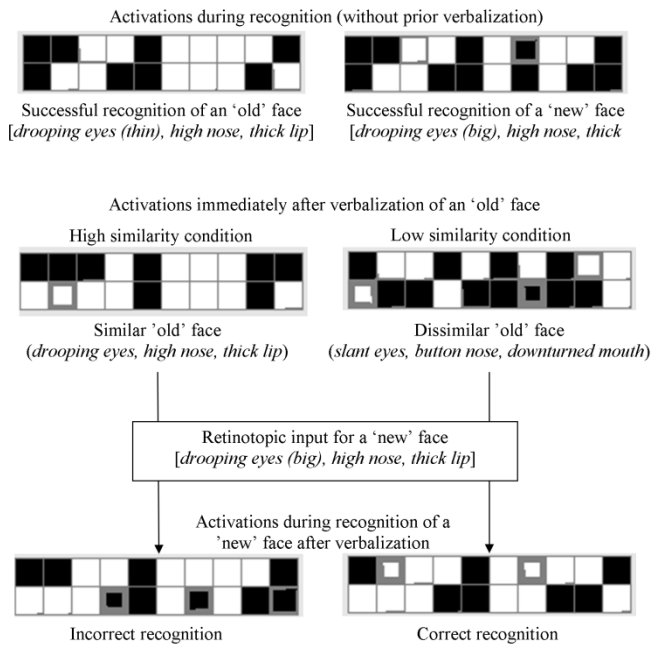 Activations during recognition (without prior verbalization)
Successful recognition of an ‘old’ face
[drooping eyes (thin), high nose, thick lip]
Successful recognition of a ‘new’ face
[drooping eyes (big), high nose, thick
Activations immediately after verbalization of an ‘old’ face
High similarity condition
Low similarity condition
Similar ’old’ face
(drooping eyes, high nose, thick lip)
Dissimilar ’old’ face
(slant eyes, button nose, downturned mouth)
Retinotopic input for a ‘new’ face
[drooping eyes (big), high nose, thick lip]
Activations during recognition of a
’new’ face after verbalization
Incorrect recognition
Correct recognition